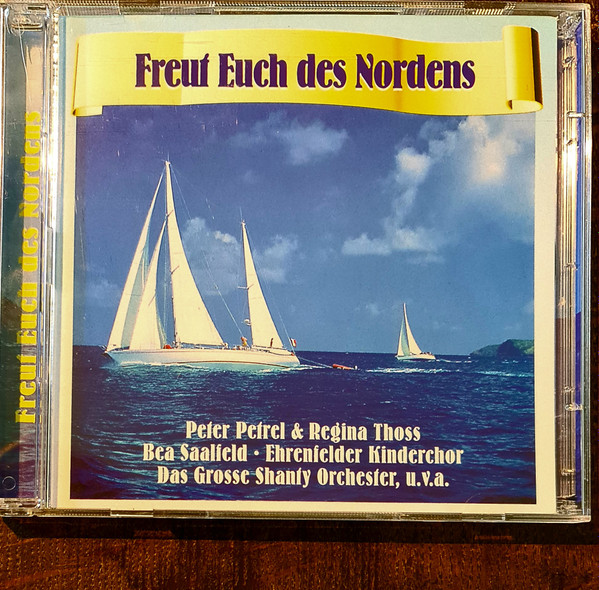 Freut Euch des Nordens
Freut Euch des Nordens
Peter Petrel & Regina Thoss
Bea Saalfeld • Ehrenfelder Kinderchor
Das Grosse Shanty Orchester, u.v.a.